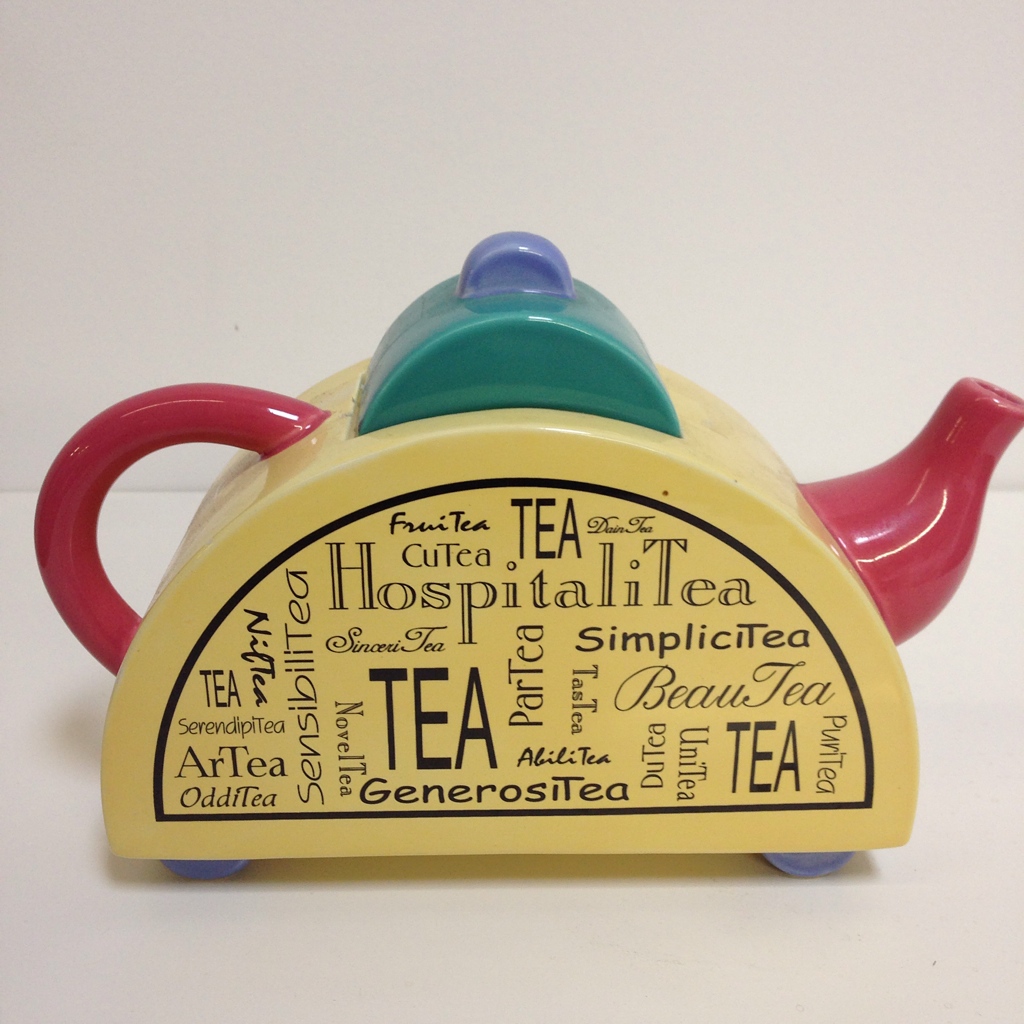 FruiTea
TEA
DainTea
CuTea
HospitaliTea
SinceriTea
SimpliciTea
NifTea
SensibiliTea
ParTea
TasTea
BeauTea
TEA
TEA
SerendipiTea
NovelTea
ArTea
AbiliTea
DuTea
UniTea
TEA
PuriTea
OddiTea
GenerosiTea